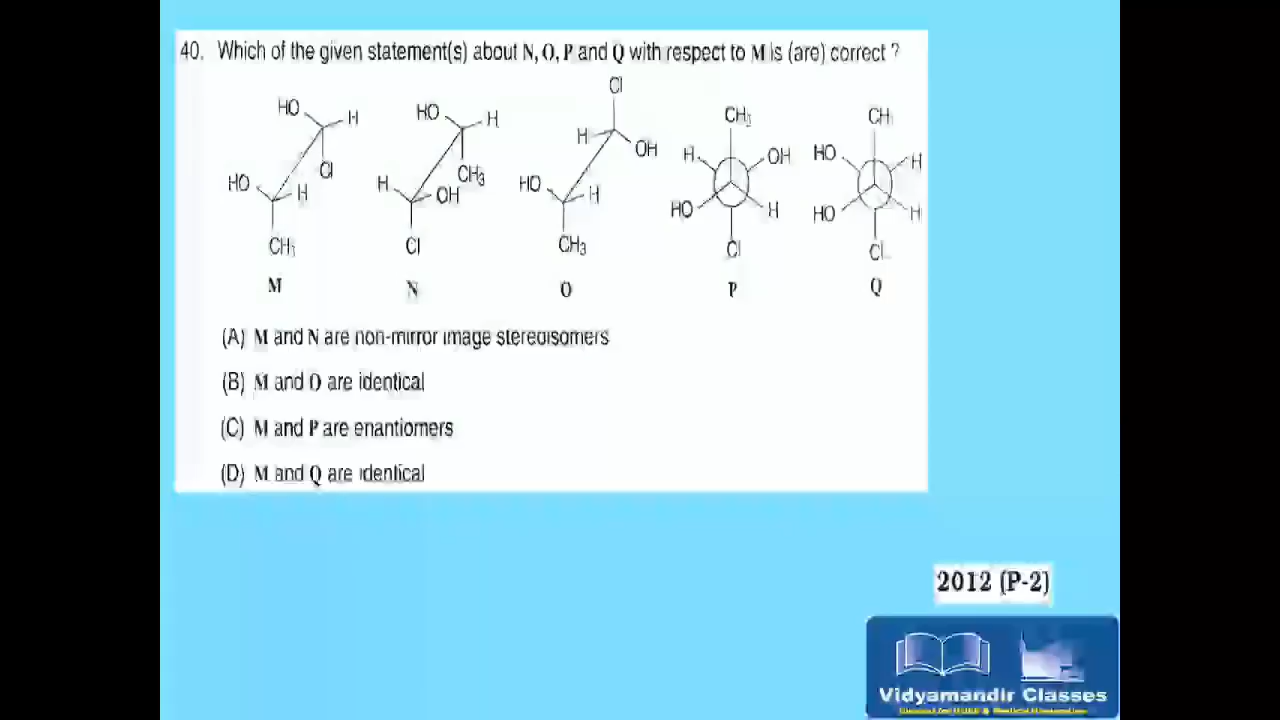 40. Which of the given statement(s) about N, O, P and Q with respect to M is (are) correct ?
Cl
HO H HO H H OH CH3 H OH HO H
HO H Cl H OH CH3 HO H HO H HO H
CH3 Cl CH3 Cl Cl
M N O P Q
(A) M and N are non-mirror image stereoisomers
(B) M and O are identical
(C) M and P are enantiomers
(D) M and Q are identical
2012 (P-2)
Vidyamandir Classes